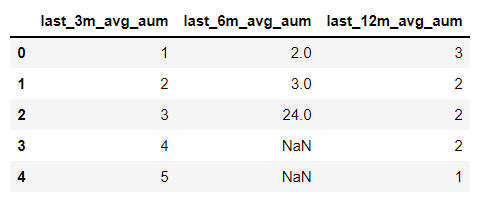 last_3m_avg_aum last_6m_avg_aum last_12m_avg_aum
0 1 2.0 3
1 2 3.0 2
2 3 24.0 2
3 4 NaN 2
4 5 NaN 1